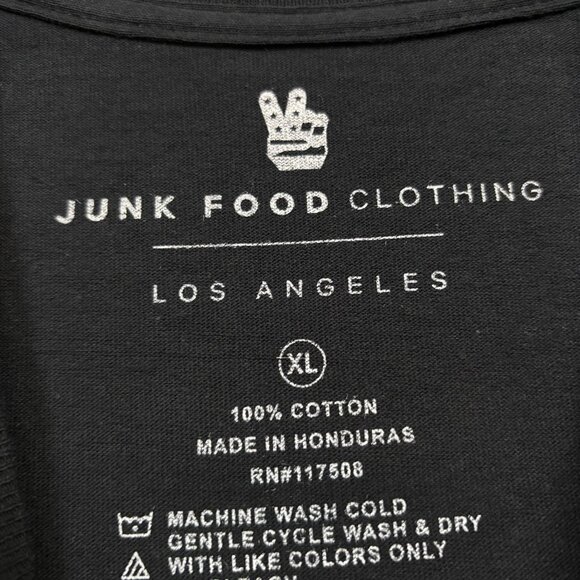 JUNK FOOD CLOTHING
LOS ANGELES
XL
100% COTTON
MADE IN HONDURAS
RN#117508
MACHINE WASH COLD
GENTLE CYCLE WASH & DRY
WITH LIKE COLORS ONLY